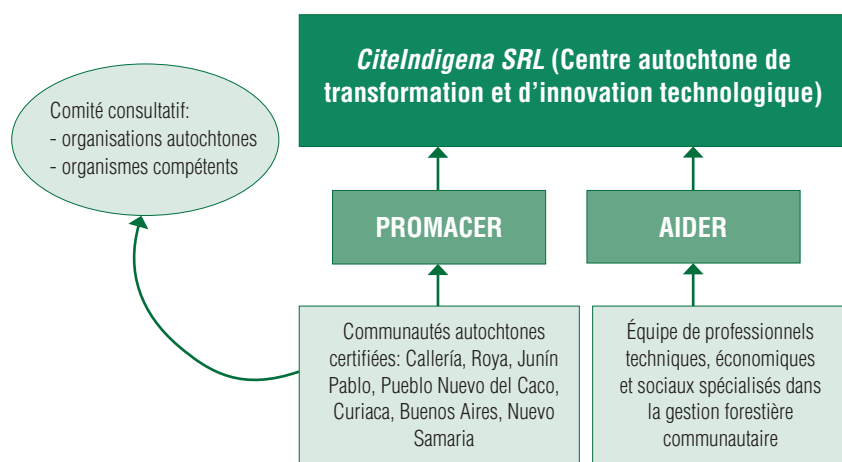 CiteIndigena SRL (Centre autochtone de
transformation et d'innovation technologique)
Comité consultatif:
- organisations autochtones
- organismes compétents
PROMACER
AIDER
Communautés autochtones
certifiées: Callería, Roya, Junín
Pablo, Pueblo Nuevo del Caco,
Curiaca, Buenos Aires, Nuevo
Samaria
Équipe de professionnels
techniques, économiques
et sociaux spécialisés dans
la gestion forestière
communautaire